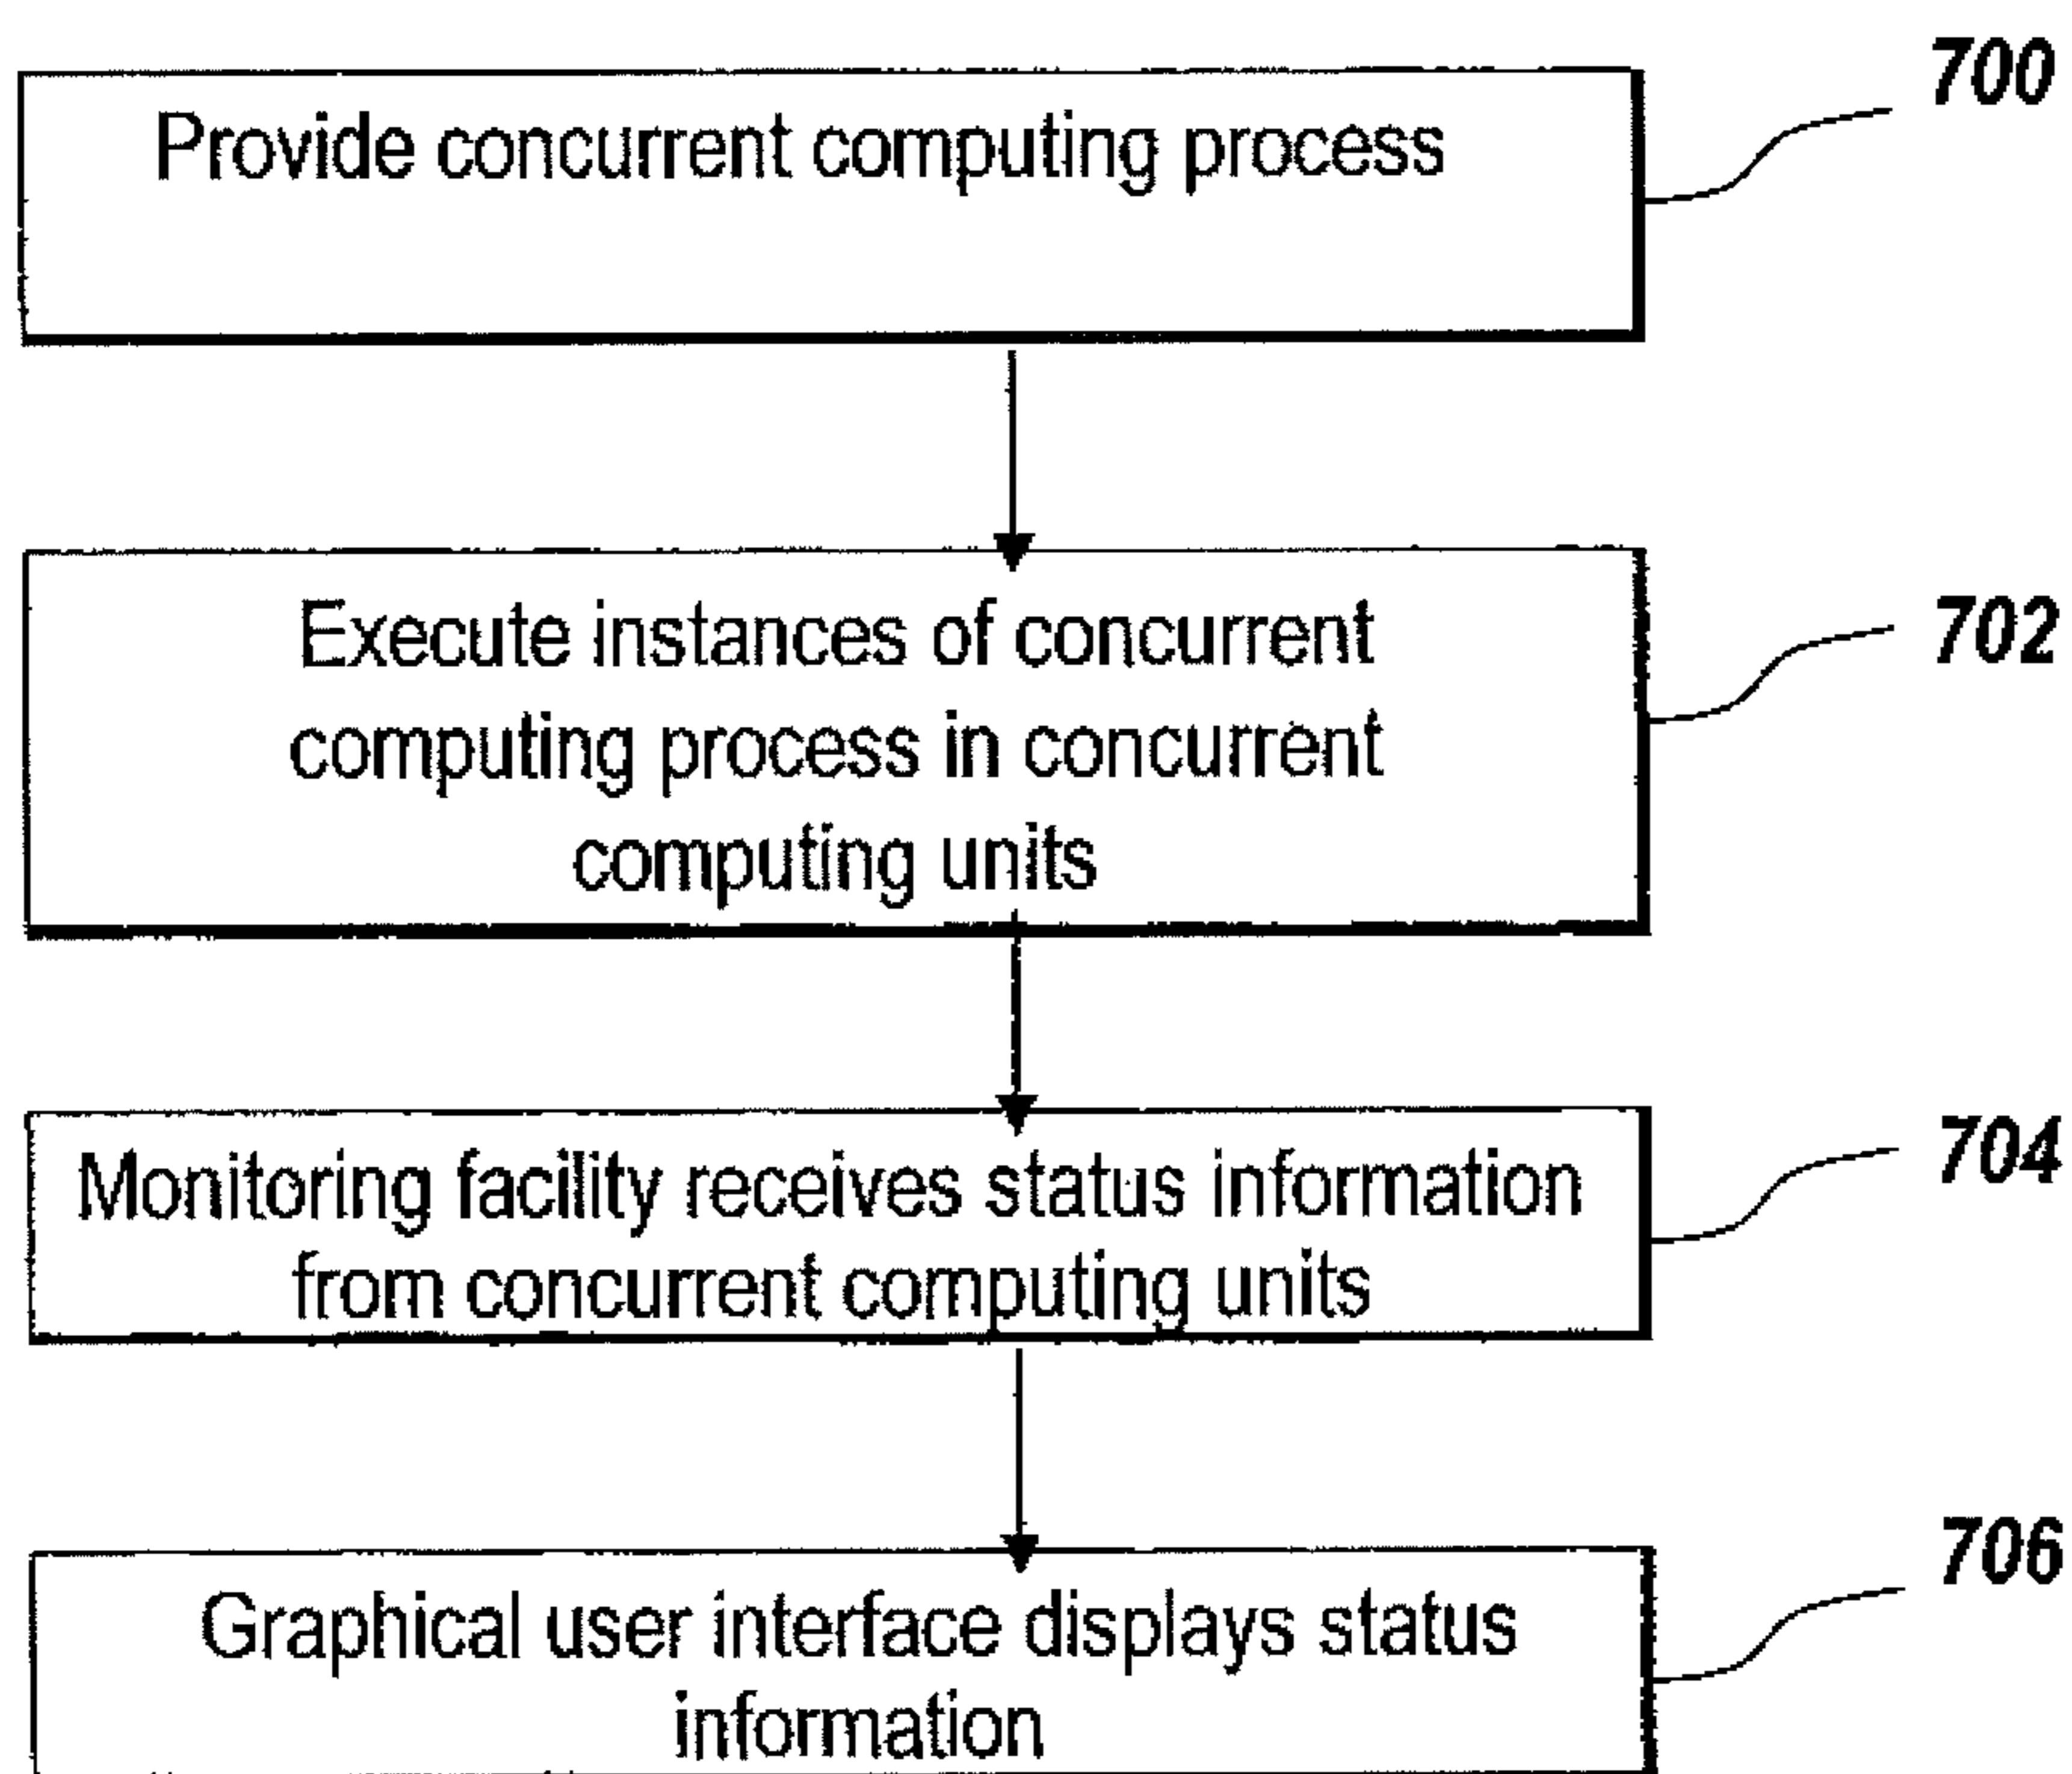 700
Provide concurrent computing process
702
Execute instances of concurrent
computing process in concurrent
computing units
704
Monitoring facility receives status information
from concurrent computing units
706
Graphical user interface displays status
information